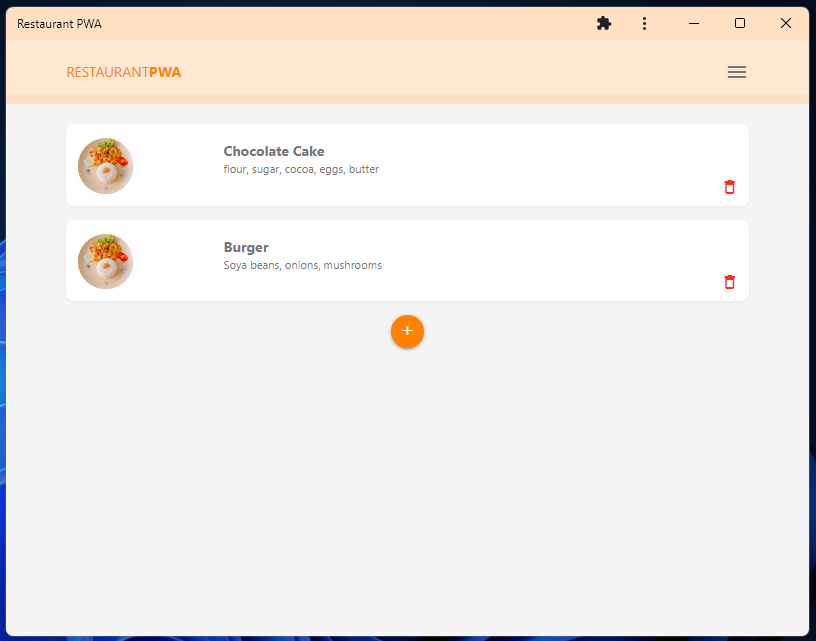 Restaurant PWA
RESTAURANTPWA
Chocolate Cake
flour, sugar, cocoa, eggs, butter
Burger
Soya beans, onions, mushrooms
+